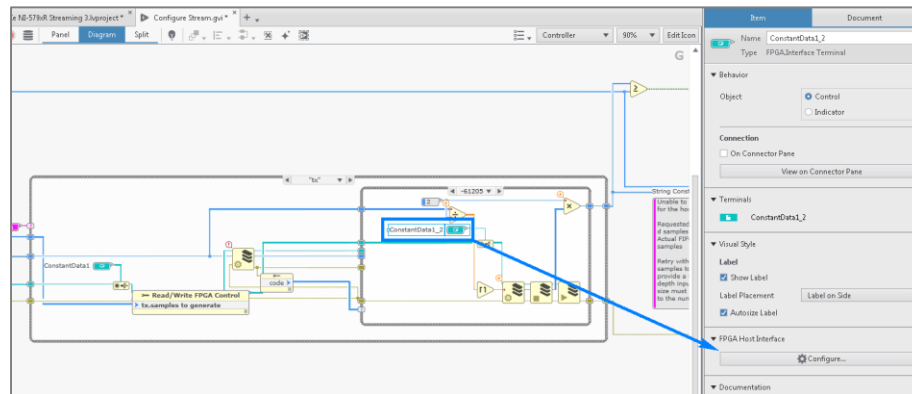 e NI-579xR Streaming 3.lvproject*
Configure Stream.gvi*
Panel
Diagram
Split
Controller
90%
Edit Icon
G
Item
Document
Name
ConstantData1_2
Type
FPGA.Interface Terminal
Behavior
Object
Control
Indicator
Connection
On Connector Pane
View on Connector Pane
Terminals
ConstantData1_2
Visual Style
Label
Show Label
Label Placement
Label on Side
Autosize Label
FPGA.Host.Interface
Configure...
Documentation
≥
"tx"
-61205
2
÷
×
ConstantData1_2
ConstantData1
code
Read/Write FPGA Control
tx.samples to generate
String Const
Unable to
for the ho
Requested
d samples
Actual FIF
samples
Retry with
samples to
provide a
depth inpu
size must
to the num